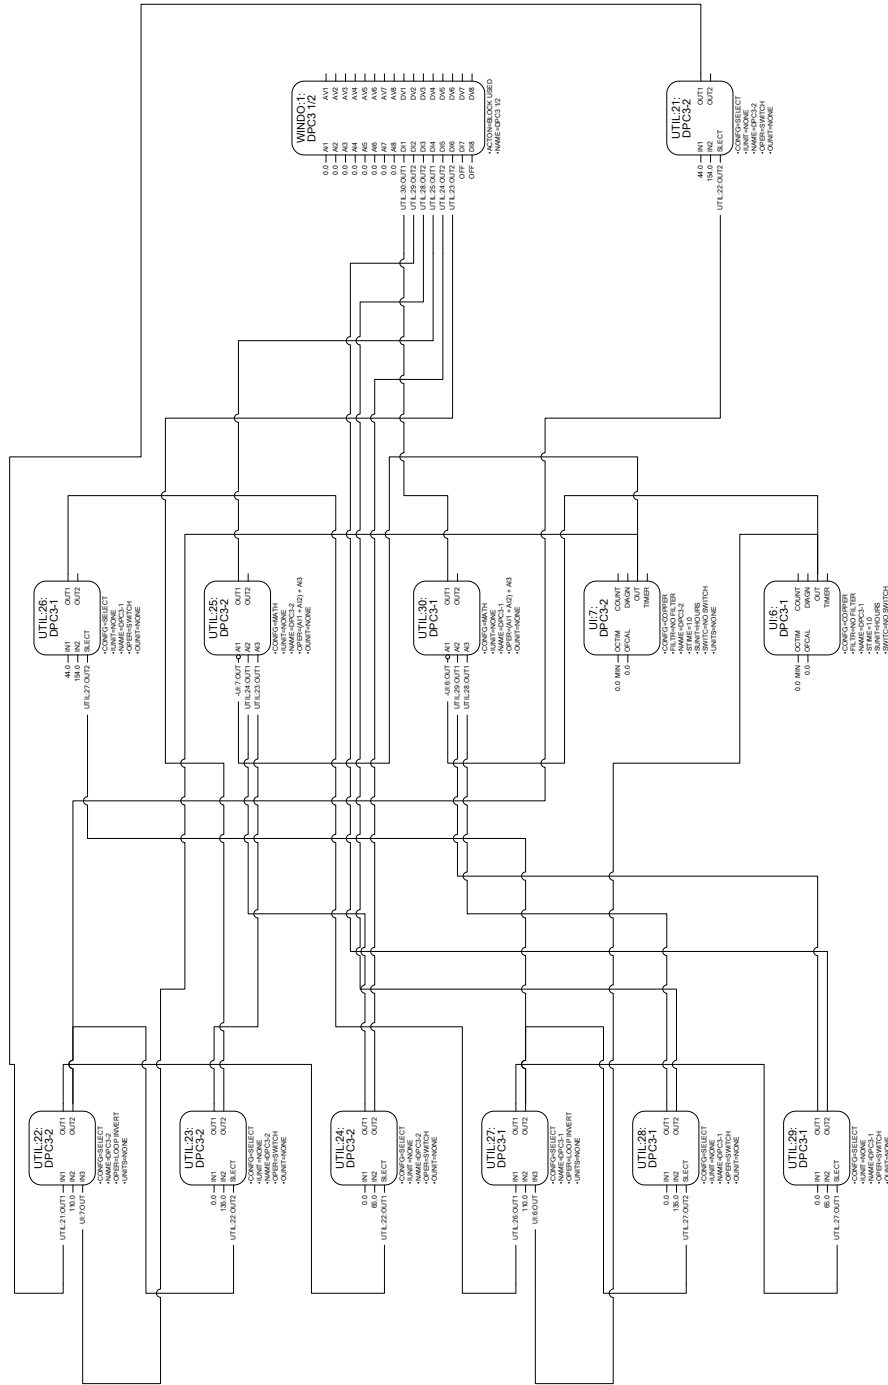 WINDO:1:
DPC3 1/2
0.0 AI1 AV1
0.0 AI2 AV2
0.0 AI3 AV3
0.0 AI4 AV4
0.0 AI5 AV5
0.0 AI6 AV6
0.0 AI7 AV7
0.0 AI8 AV8
UTIL:30:OUT1 DI1 DV1
UTIL:29:OUT2 DI2 DV2
UTIL:28:OUT2 DI3 DV3
UTIL:25:OUT1 DI4 DV4
UTIL:24:OUT2 DI5 DV5
UTIL:23:OUT2 DI6 DV6
OFF DI7 DV7
OFF DI8 DV8
•ACTON=BLOCK USED
•NAME=DPC3 1/2
UTIL:21:
DPC3-2
44.0 IN1 OUT1
154.0 IN2 OUT2
UTIL:22:OUT2 SLECT
•CONFG=SELECT
•IUNIT=NONE
•NAME=DPC3-2
•OPER=SWITCH
•OUNIT=NONE
UTIL:26:
DPC3-1
44.0 IN1 OUT1
154.0 IN2 OUT2
UTIL:27:OUT2 SLECT
•CONFG=SELECT
•IUNIT=NONE
•NAME=DPC3-1
•OPER=SWITCH
•OUNIT=NONE
UTIL:25:
DPC3-2
-UI:7:OUT AI1 OUT1
UTIL:24:OUT1 AI2 OUT2
UTIL:23:OUT1 AI3
•CONFG=MATH
•IUNIT=NONE
•NAME=DPC3-2
•OPER=(AI1 + AI2) + AI3
•OUNIT=NONE
UTIL:30:
DPC3-1
-UI:6:OUT AI1 OUT1
UTIL:29:OUT1 AI2 OUT2
UTIL:28:OUT1 AI3
•CONFG=MATH
•IUNIT=NONE
•NAME=DPC3-1
•OPER=(AI1 + AI2) + AI3
•OUNIT=NONE
UI:7:
DPC3-2
0.0 MIN OCTIM COUNT
0.0 OFCAL DIAGN
OUT
TIMER
•CONFG=COPPER
•FILTR=NO FILTER
•NAME=DPC3-2
•STIME=1.0
•SUNIT=HOURS
•SWITC=NO SWITCH
•UNITS=NONE
UI:6:
DPC3-1
0.0 MIN OCTIM COUNT
0.0 OFCAL DIAGN
OUT
TIMER
•CONFG=COPPER
•FILTR=NO FILTER
•NAME=DPC3-1
•STIME=1.0
•SUNIT=HOURS
•SWITC=NO SWITCH
UTIL:22:
DPC3-2
UTIL:21:OUT1 IN1 OUT1
110.0 IN2 OUT2
UI:7:OUT IN3
•CONFG=SELECT
•NAME=DPC3-2
•OPER=LOOP INVERT
•UNITS=NONE
UTIL:23:
DPC3-2
0.0 IN1 OUT1
135.0 IN2 OUT2
UTIL:22:OUT2 SLECT
•CONFG=SELECT
•IUNIT=NONE
•NAME=DPC3-2
•OPER=SWITCH
•OUNIT=NONE
UTIL:24:
DPC3-2
0.0 IN1 OUT1
65.0 IN2 OUT2
UTIL:22:OUT1 SLECT
•CONFG=SELECT
•IUNIT=NONE
•NAME=DPC3-2
•OPER=SWITCH
•OUNIT=NONE
UTIL:27:
DPC3-1
UTIL:26:OUT1 IN1 OUT1
110.0 IN2 OUT2
UI:6:OUT IN3
•CONFG=SELECT
•NAME=DPC3-1
•OPER=LOOP INVERT
•UNITS=NONE
UTIL:28:
DPC3-1
0.0 IN1 OUT1
135.0 IN2 OUT2
UTIL:27:OUT2 SLECT
•CONFG=SELECT
•IUNIT=NONE
•NAME=DPC3-1
•OPER=SWITCH
•OUNIT=NONE
UTIL:29:
DPC3-1
0.0 IN1 OUT1
65.0 IN2 OUT2
UTIL:27:OUT1 SLECT
•CONFG=SELECT
•IUNIT=NONE
•NAME=DPC3-1
•OPER=SWITCH
•OUNIT=NONE